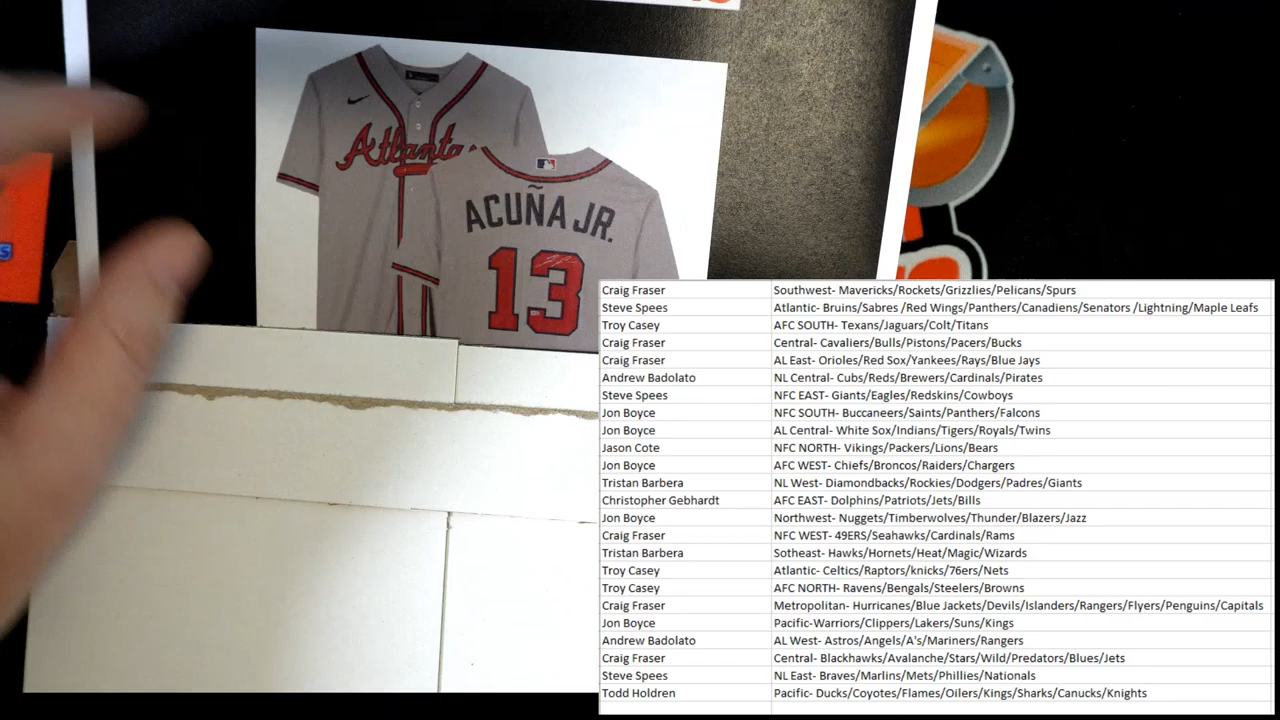 Atlanta
ACUÑA JR.
13
S
Craig Fraser Southwest- Mavericks/Rockets/Grizzlies/Pelicans/Spurs
Steve Spees Atlantic- Bruins/Sabres /Red Wings/Panthers/Canadiens/Senators /Lightning/Maple Leafs
Troy Casey AFC SOUTH- Texans/Jaguars/Colt/Titans
Craig Fraser Central- Cavaliers/Bulls/Pistons/Pacers/Bucks
Craig Fraser AL East- Orioles/Red Sox/Yankees/Rays/Blue Jays
Andrew Badolato NL Central- Cubs/Reds/Brewers/Cardinals/Pirates
Steve Spees NFC EAST- Giants/Eagles/Redskins/Cowboys
Jon Boyce NFC SOUTH- Buccaneers/Saints/Panthers/Falcons
Jon Boyce AL Central- White Sox/Indians/Tigers/Royals/Twins
Jason Cote NFC NORTH- Vikings/Packers/Lions/Bears
Jon Boyce AFC WEST- Chiefs/Broncos/Raiders/Chargers
Tristan Barbera NL West- Diamondbacks/Rockies/Dodgers/Padres/Giants
Christopher Gebhardt AFC EAST- Dolphins/Patriots/Jets/Bills
Jon Boyce Northwest- Nuggets/Timberwolves/Thunder/Blazers/Jazz
Craig Fraser NFC WEST- 49ERS/Seahawks/Cardinals/Rams
Tristan Barbera Sotheast- Hawks/Hornets/Heat/Magic/Wizards
Troy Casey Atlantic- Celtics/Raptors/knicks/76ers/Nets
Troy Casey AFC NORTH- Ravens/Bengals/Steelers/Browns
Craig Fraser Metropolitan- Hurricanes/Blue Jackets/Devils/Islanders/Rangers/Flyers/Penguins/Capitals
Jon Boyce Pacific-Warriors/Clippers/Lakers/Suns/Kings
Andrew Badolato AL West- Astros/Angels/A's/Mariners/Rangers
Craig Fraser Central- Blackhawks/Avalanche/Stars/Wild/Predators/Blues/Jets
Steve Spees NL East- Braves/Marlins/Mets/Phillies/Nationals
Todd Holdren Pacific- Ducks/Coyotes/Flames/Oilers/Kings/Sharks/Canucks/Knights